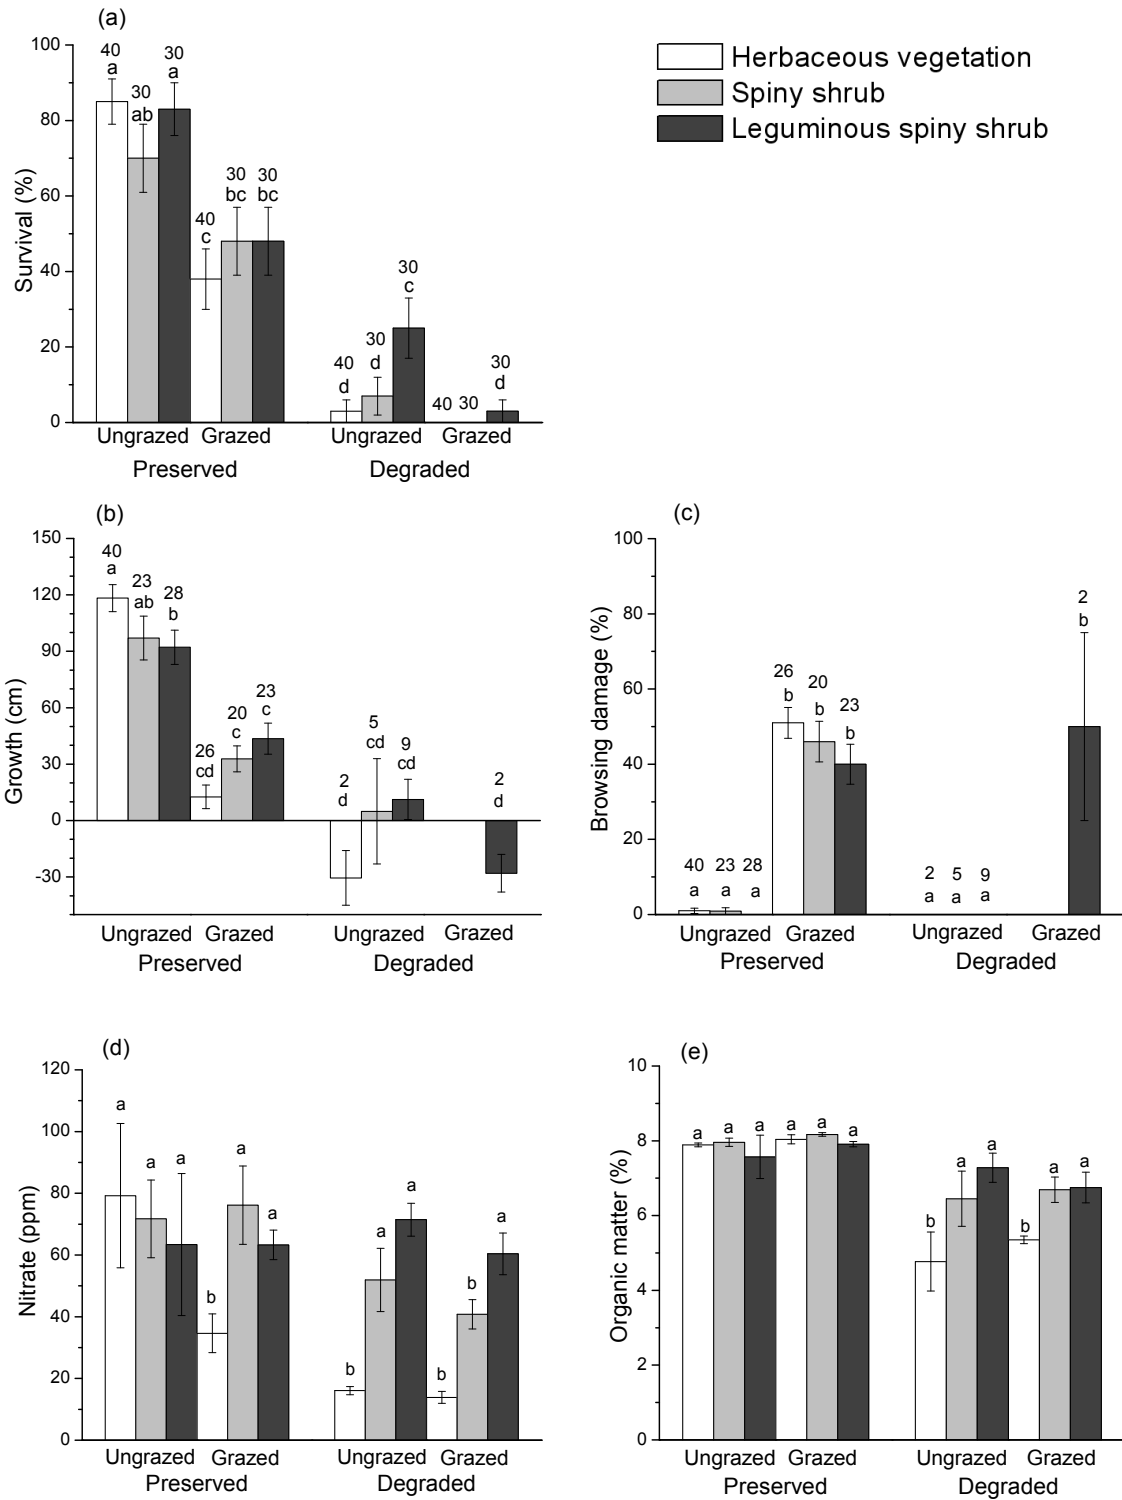 (a)
Herbaceous vegetation
Spiny shrub
Leguminous spiny shrub
Survival (%)
100
80
60
40
20
0
40
a
30
ab
30
a
40
c
30
bc
30
bc
40
d
30
d
30
c
40
30
30
d
Ungrazed Grazed Ungrazed Grazed
Preserved Degraded
(b)
Growth (cm)
150
120
90
60
30
0
-30
40
a
23
ab
28
b
26
cd
20
c
23
c
2
d
5
cd
9
cd
2
d
Ungrazed Grazed Ungrazed Grazed
Preserved Degraded
(c)
Browsing damage (%)
100
80
60
40
20
0
40
a
23
a
28
a
26
b
20
b
23
b
2
a
5
a
9
a
2
b
Ungrazed Grazed Ungrazed Grazed
Preserved Degraded
(d)
Nitrate (ppm)
120
100
80
60
40
20
0
a
a
a
b
a
a
b
a
a
b
b
a
Ungrazed Grazed Ungrazed Grazed
Preserved Degraded
(e)
Organic matter (%)
10
8
6
4
2
0
a
a
a
a
a
a
b
a
a
b
a
a
Ungrazed Grazed Ungrazed Grazed
Preserved Degraded